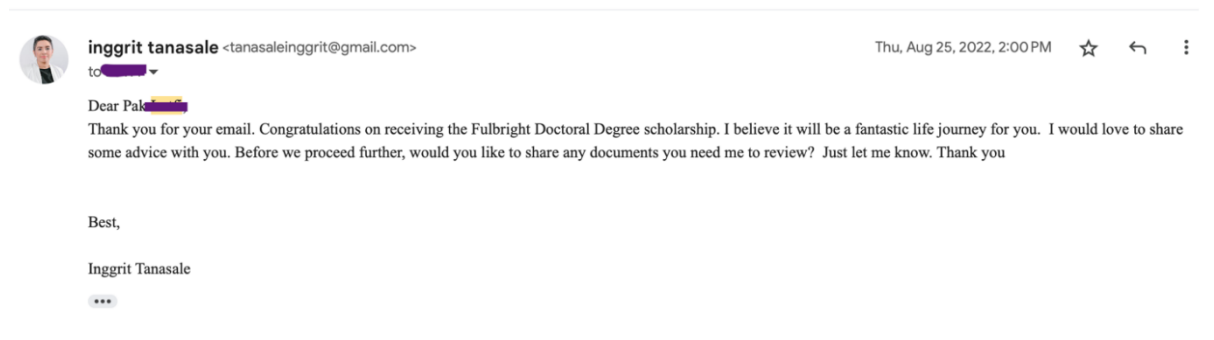 inggrit tanasale <tanasaleinggrit@gmail.com>
Thu, Aug 25, 2022, 2:00 PM
to
Dear Pak
Thank you for your email. Congratulations on receiving the Fulbright Doctoral Degree scholarship. I believe it will be a fantastic life journey for you.  I would love to share
some advice with you. Before we proceed further, would you like to share any documents you need me to review?  Just let me know. Thank you
Best,
Inggrit Tanasale